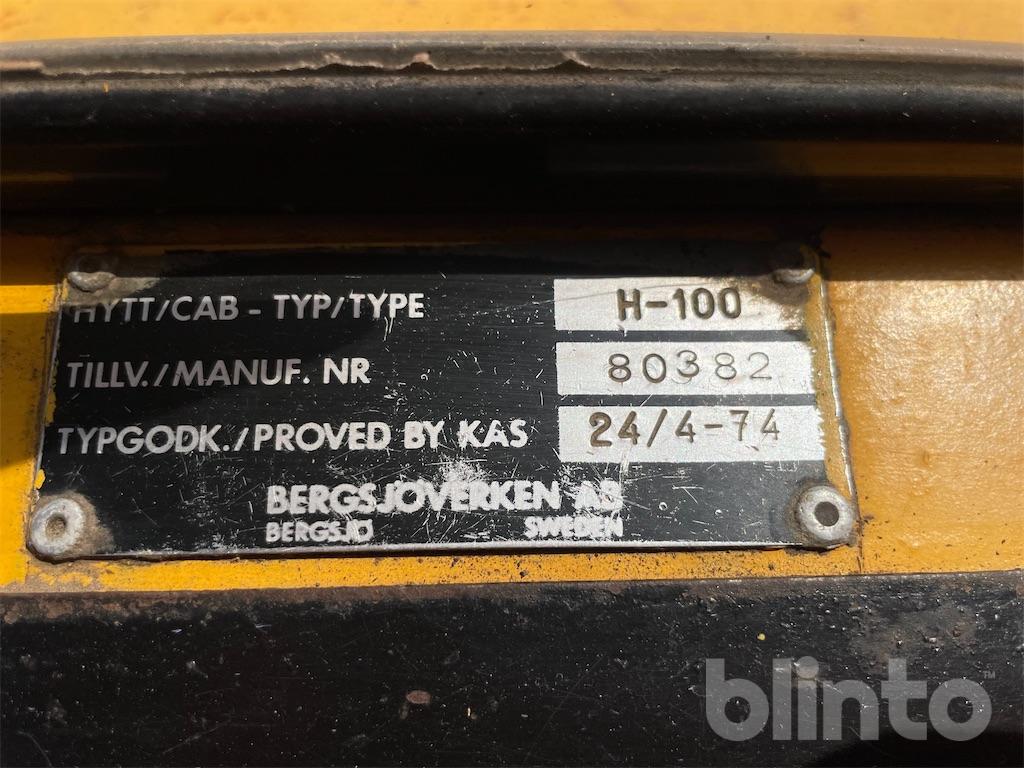 HYTT/CAB - TYP/TYPE H-100
TILLV./MANUF. NR 80382
TYPGODK./PROVED BY KAS 24/4-74
BERGSJÖVERKEN AB
BERGSJÖ SWEDEN
blinto™